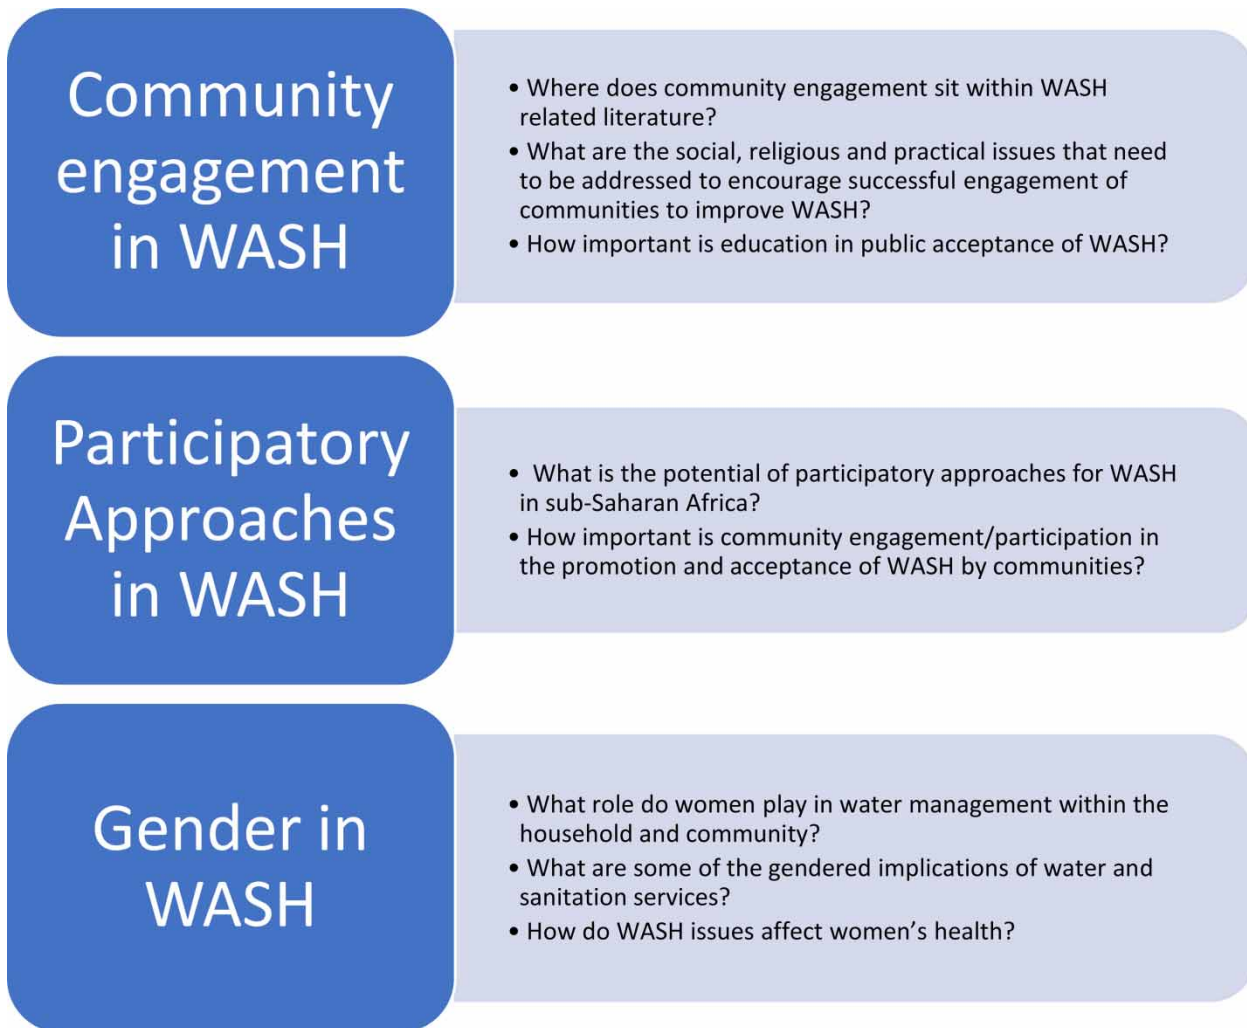 Community
engagement
in WASH
• Where does community engagement sit within WASH
related literature?
• What are the social, religious and practical issues that need
to be addressed to encourage successful engagement of
communities to improve WASH?
• How important is education in public acceptance of WASH?
Participatory
Approaches
in WASH
• What is the potential of participatory approaches for WASH
in sub-Saharan Africa?
• How important is community engagement/participation in
the promotion and acceptance of WASH by communities?
Gender in
WASH
• What role do women play in water management within the
household and community?
• What are some of the gendered implications of water and
sanitation services?
• How do WASH issues affect women’s health?